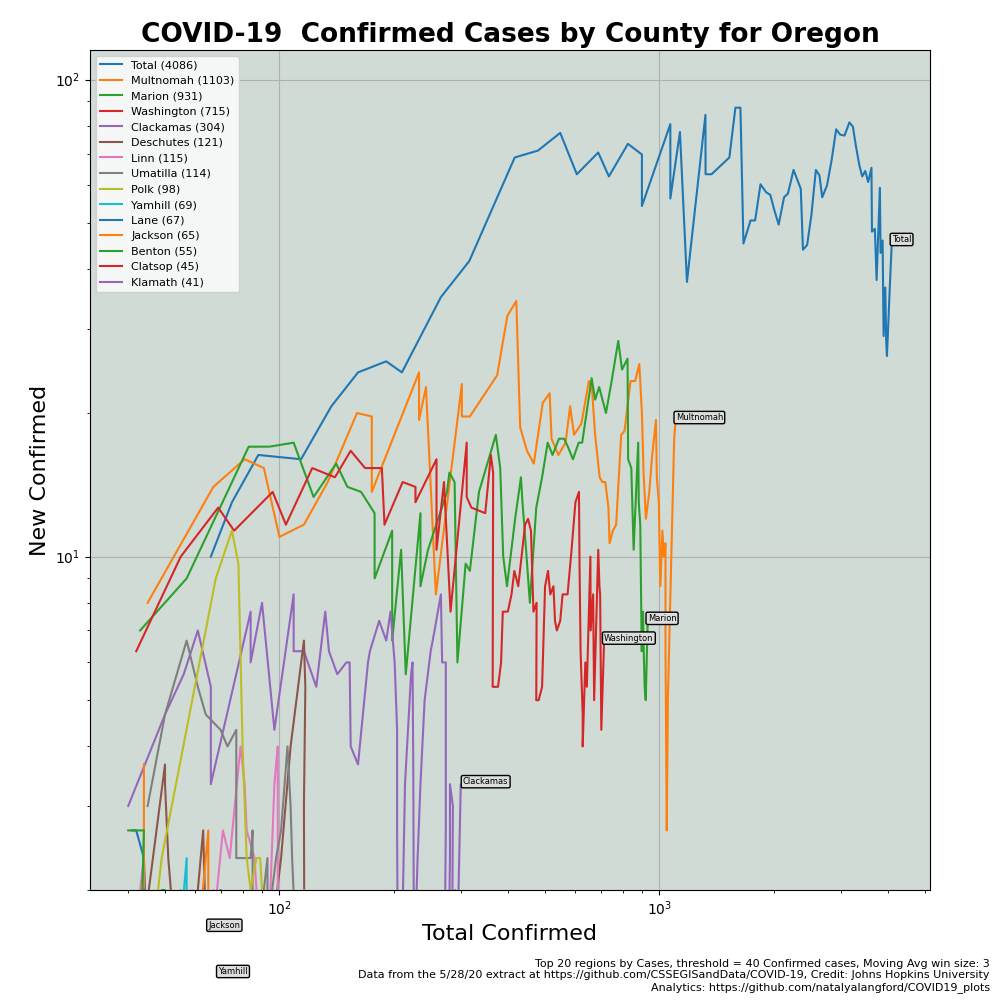 COVID-19  Confirmed Cases by County for Oregon
Total (4086)
Multnomah (1103)
Marion (931)
Washington (715)
Clackamas (304)
Deschutes (121)
Linn (115)
Umatilla (114)
Polk (98)
Yamhill (69)
Lane (67)
Jackson (65)
Benton (55)
Clatsop (45)
Klamath (41)
10²
10¹
New Confirmed
Total
Multnomah
Marion
Washington
Clackamas
10²
10³
Jackson
Total Confirmed
Yamhill
Top 20 regions by Cases, threshold = 40 Confirmed cases, Moving Avg win size: 3
Data from the 5/28/20 extract at https://github.com/CSSEGISandData/COVID-19, Credit: Johns Hopkins University
Analytics: https://github.com/natalyalangford/COVID19_plots